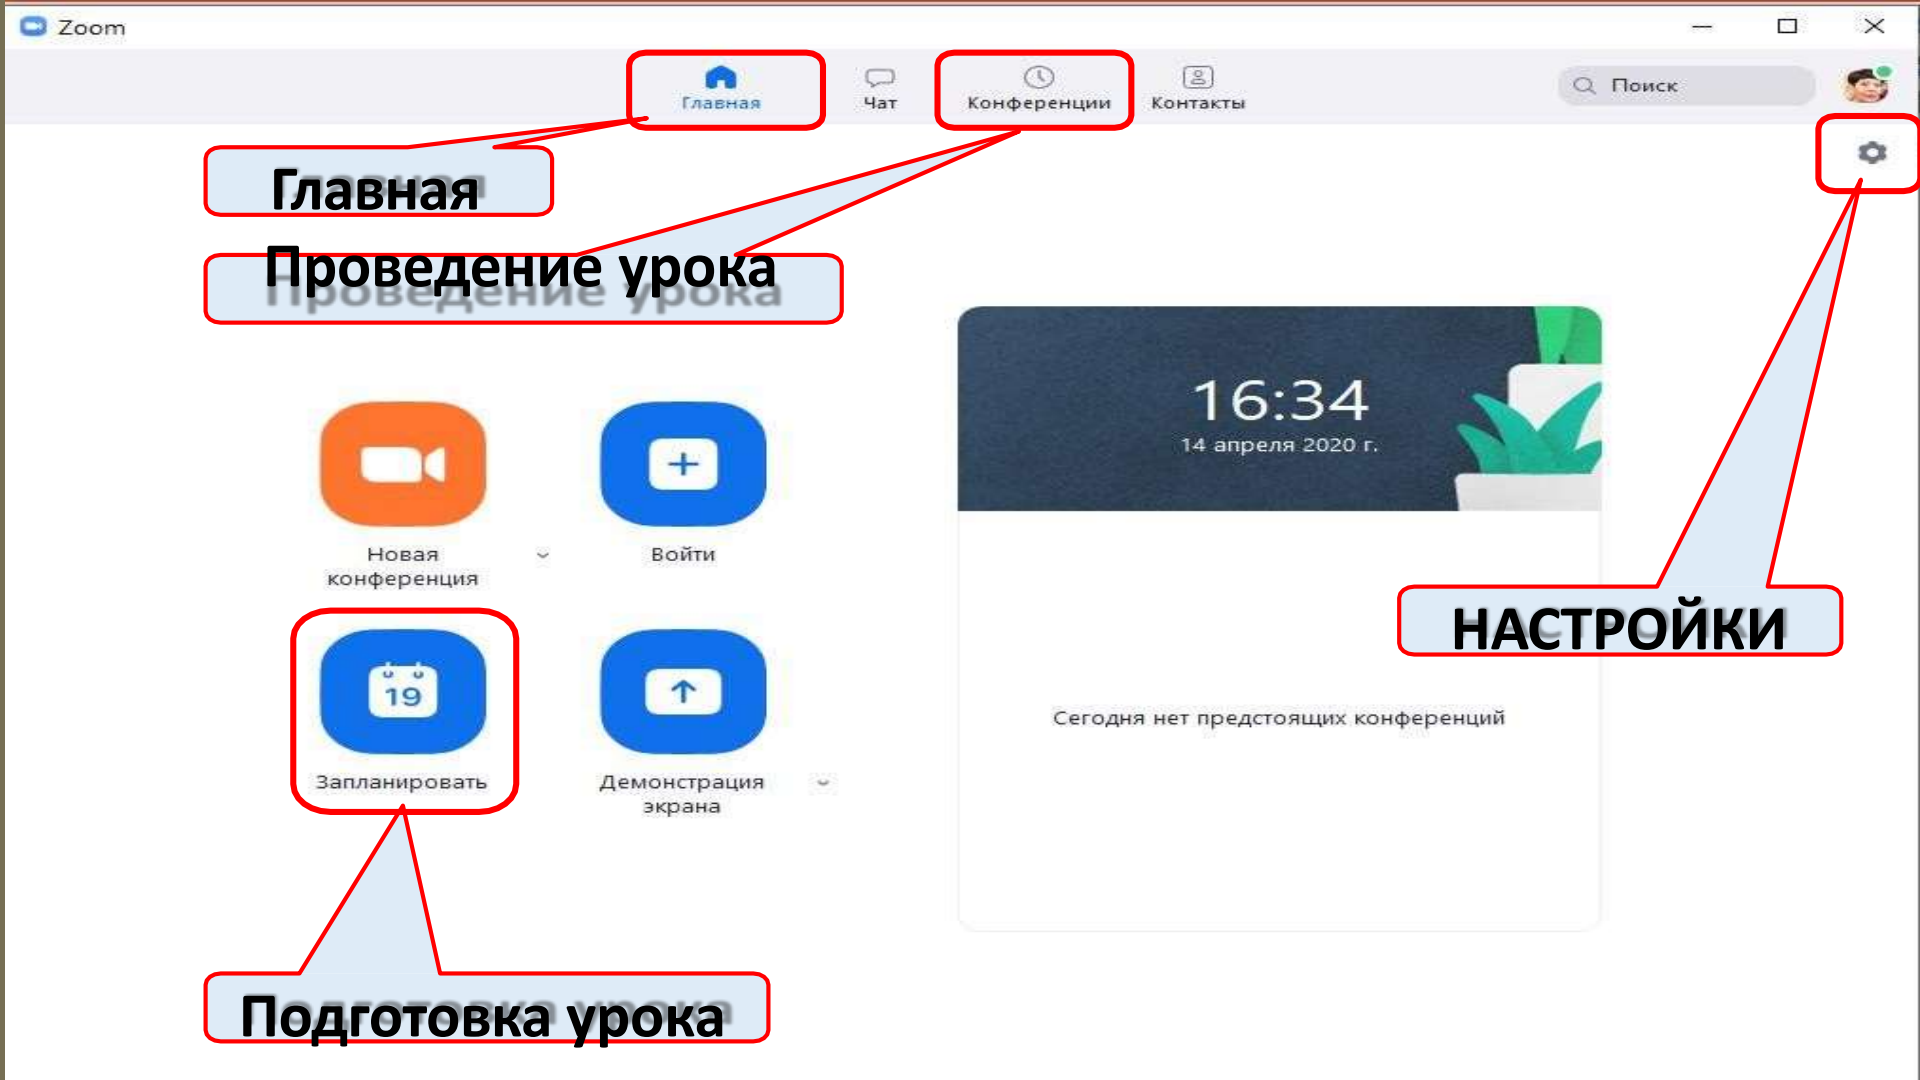 Zoom
Главная
Чат
Конференции
Контакты
Поиск
Главная
Проведение урока
16:34
14 апреля 2020 г.
Новая
конференция
Войти
НАСТРОЙКИ
19
Запланировать
Демонстрация
экрана
Сегодня нет предстоящих конференций
Подготовка урока